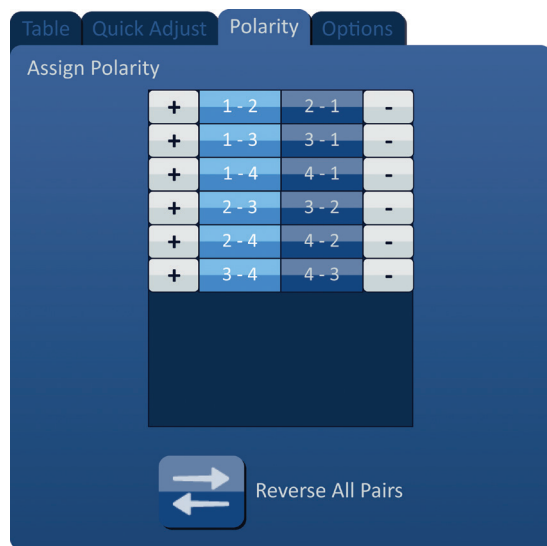 Table Quick Adjust Polarity Options
Assign Polarity
+ 1 - 2 2 - 1 -
+ 1 - 3 3 - 1 -
+ 1 - 4 4 - 1 -
+ 2 - 3 3 - 2 -
+ 2 - 4 4 - 2 -
+ 3 - 4 4 - 3 -
Reverse All Pairs